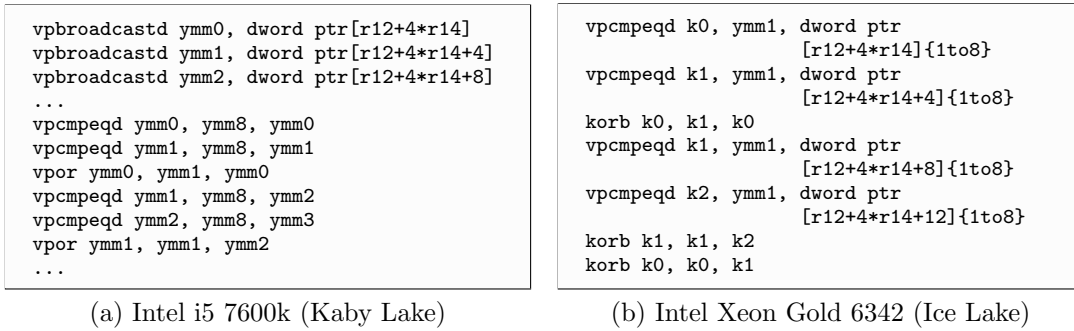 vpbroadcastd ymm0, dword ptr[r12+4*r14]
vpbroadcastd ymm1, dword ptr[r12+4*r14+4]
vpbroadcastd ymm2, dword ptr[r12+4*r14+8]
...
vpcmpeqd ymm0, ymm8, ymm0
vpcmpeqd ymm1, ymm8, ymm1
vpor ymm0, ymm1, ymm0
vpcmpeqd ymm1, ymm8, ymm2
vpcmpeqd ymm2, ymm8, ymm3
vpor ymm1, ymm1, ymm2
...
(a) Intel i5 7600k (Kaby Lake)
vpcmpeqd k0, ymm1, dword ptr
[r12+4*r14]{1to8}
vpcmpeqd k1, ymm1, dword ptr
[r12+4*r14+4]{1to8}
korb k0, k1, k0
vpcmpeqd k1, ymm1, dword ptr
[r12+4*r14+8]{1to8}
vpcmpeqd k2, ymm1, dword ptr
[r12+4*r14+12]{1to8}
korb k1, k1, k2
korb k0, k0, k1
(b) Intel Xeon Gold 6342 (Ice Lake)